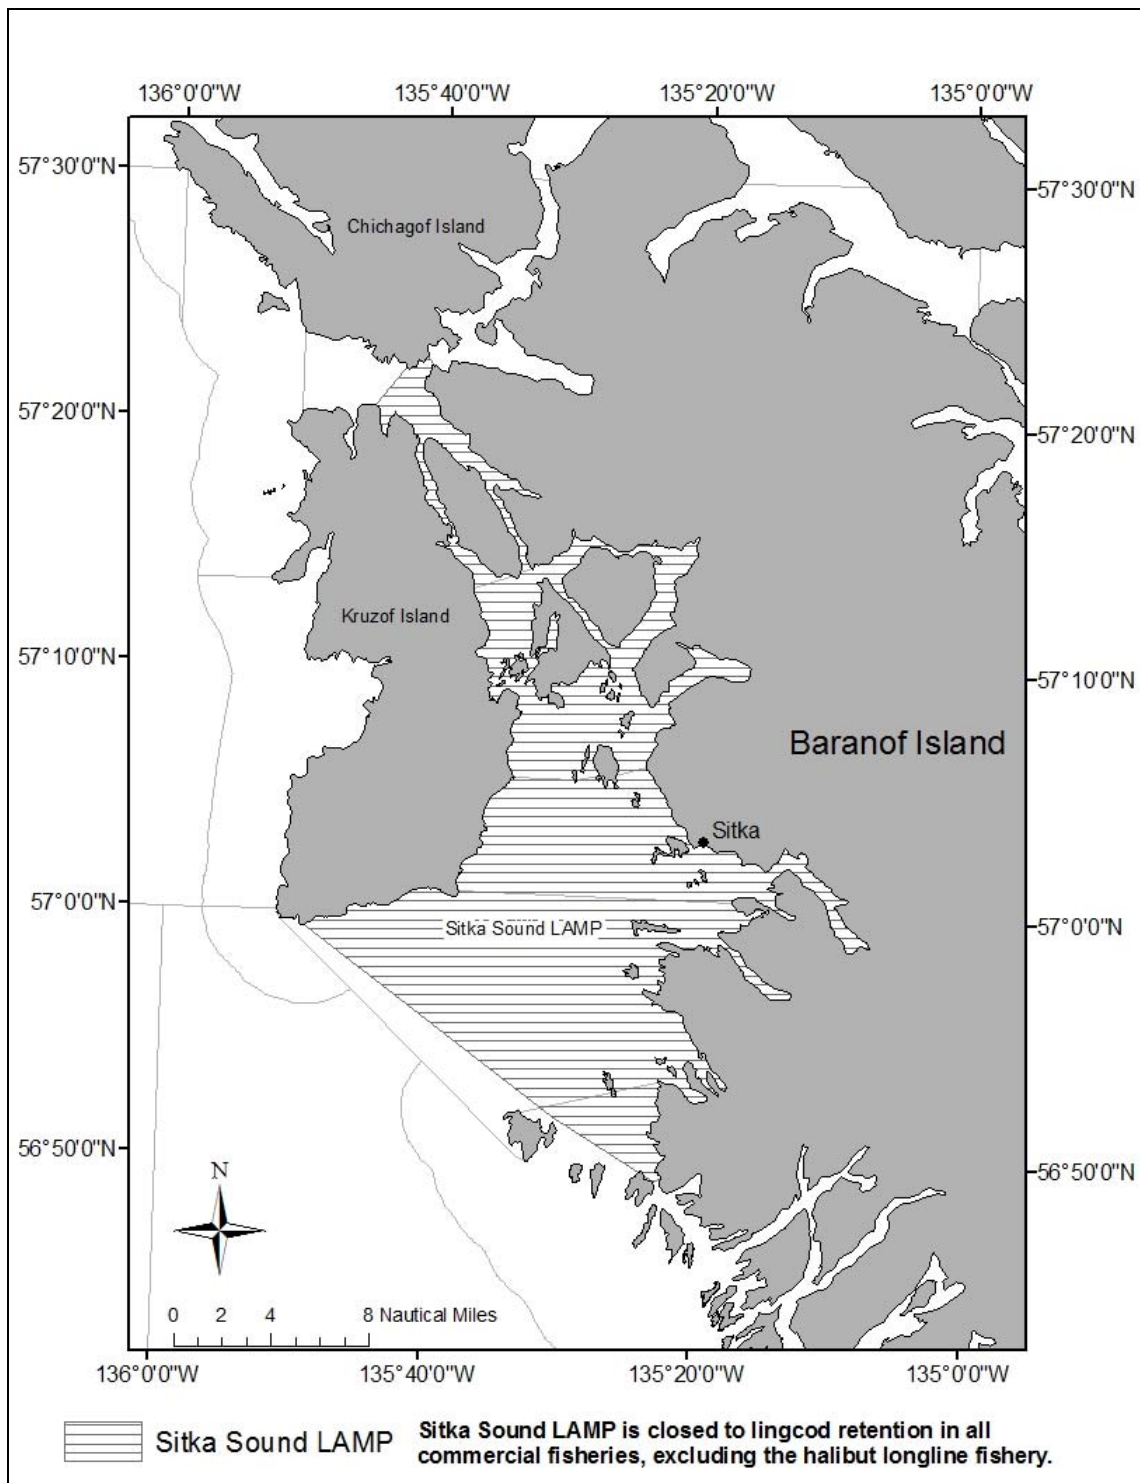 136°0'0"W 135°40'0"W 135°20'0"W 135°0'0"W
57°30'0"N 57°30'0"N
Chichagof Island
57°20'0"N 57°20'0"N
Kruzof Island
57°10'0"N 57°10'0"N
Baranof Island
Sitka
57°0'0"N 57°0'0"N
Sitka Sound LAMP
56°50'0"N 56°50'0"N
N
0 2 4 8 Nautical Miles
136°0'0"W 135°40'0"W 135°20'0"W 135°0'0"W
Sitka Sound LAMP
Sitka Sound LAMP is closed to lingcod retention in all
commercial fisheries, excluding the halibut longline fishery.